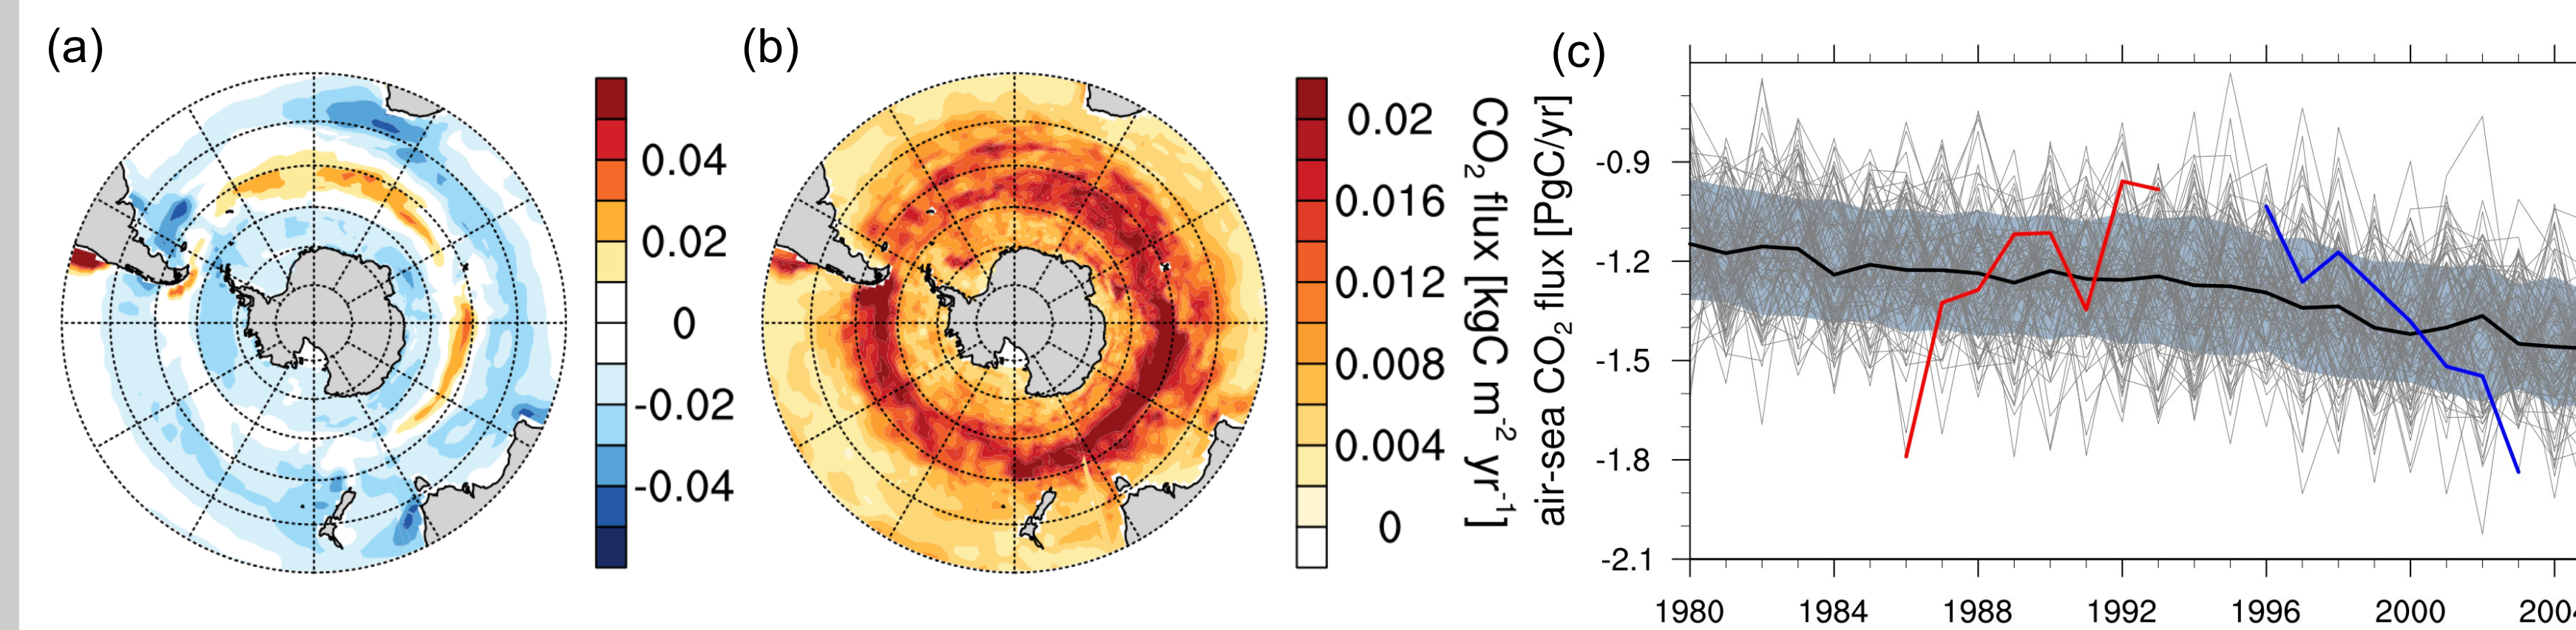 (a)
0.04
0.02
0
-0.02
-0.04
(b)
0.02
0.016
0.012
0.008
0.004
0
CO₂ flux [kgC m⁻² yr⁻¹]
(c)
air-sea CO₂ flux [PgC/yr]
-0.9
-1.2
-1.5
-1.8
-2.1
1980 1984 1988 1992 1996 2000